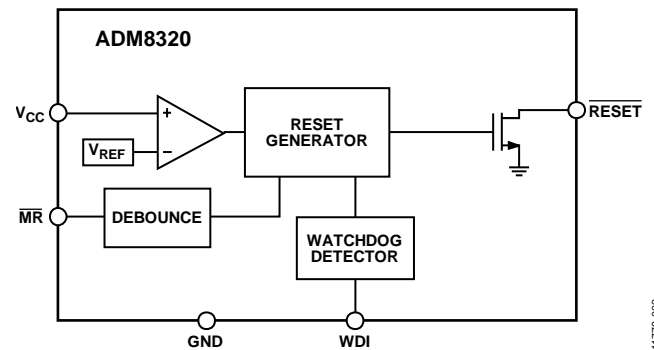 ADM8320
VCC
+
RESET
GENERATOR
RESET
VREF
−
MR
DEBOUNCE
WATCHDOG
DETECTOR
GND
WDI